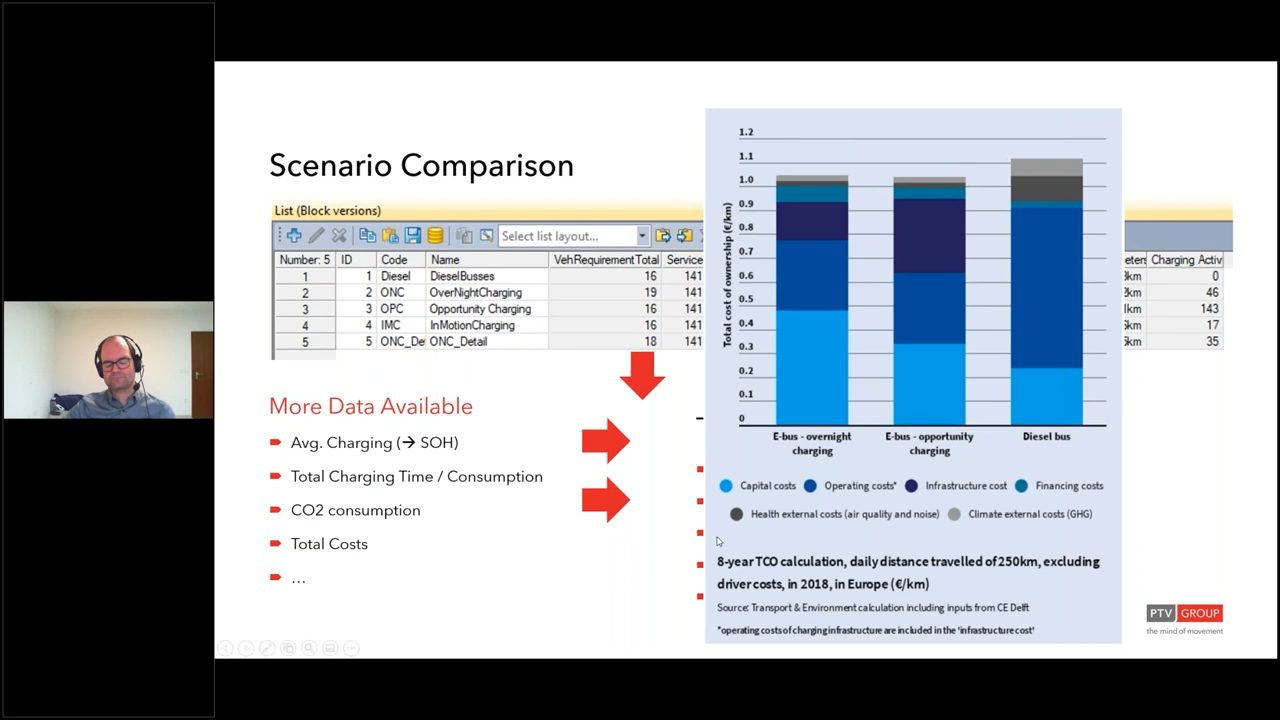 Scenario Comparison
List (Block versions)
Select list layout...
Number: 5 ID Code Name VehRequirementTotal Service Charging Activ
1 1 Diesel DieselBusses 16 141 0
2 2 ONC OverNightCharging 19 141 46
3 3 OPC Opportunity Charging 16 141 143
4 4 IMC InMotionCharging 16 141 17
5 5 ONC_De ONC_Detail 18 141 35
More Data Available
Avg. Charging (→ SOH)
Total Charging Time / Consumption
CO2 consumption
Total Costs
…
Total cost of ownership (€/km)
1.2
1.1
1.0
0.9
0.8
0.7
0.6
0.5
0.4
0.3
0.2
0.1
0
E-bus - overnight charging
E-bus - opportunity charging
Diesel bus
Capital costs Operating costs* Infrastructure cost Financing costs
Health external costs (air quality and noise) Climate external costs (GHG)
8-year TCO calculation, daily distance travelled of 250km, excluding
driver costs, in 2018, in Europe (€/km)
Source: Transport & Environment calculation including inputs from CE Delft
*operating costs of charging infrastructure are included in the 'infrastructure cost'
PTV GROUP
the mind of movement